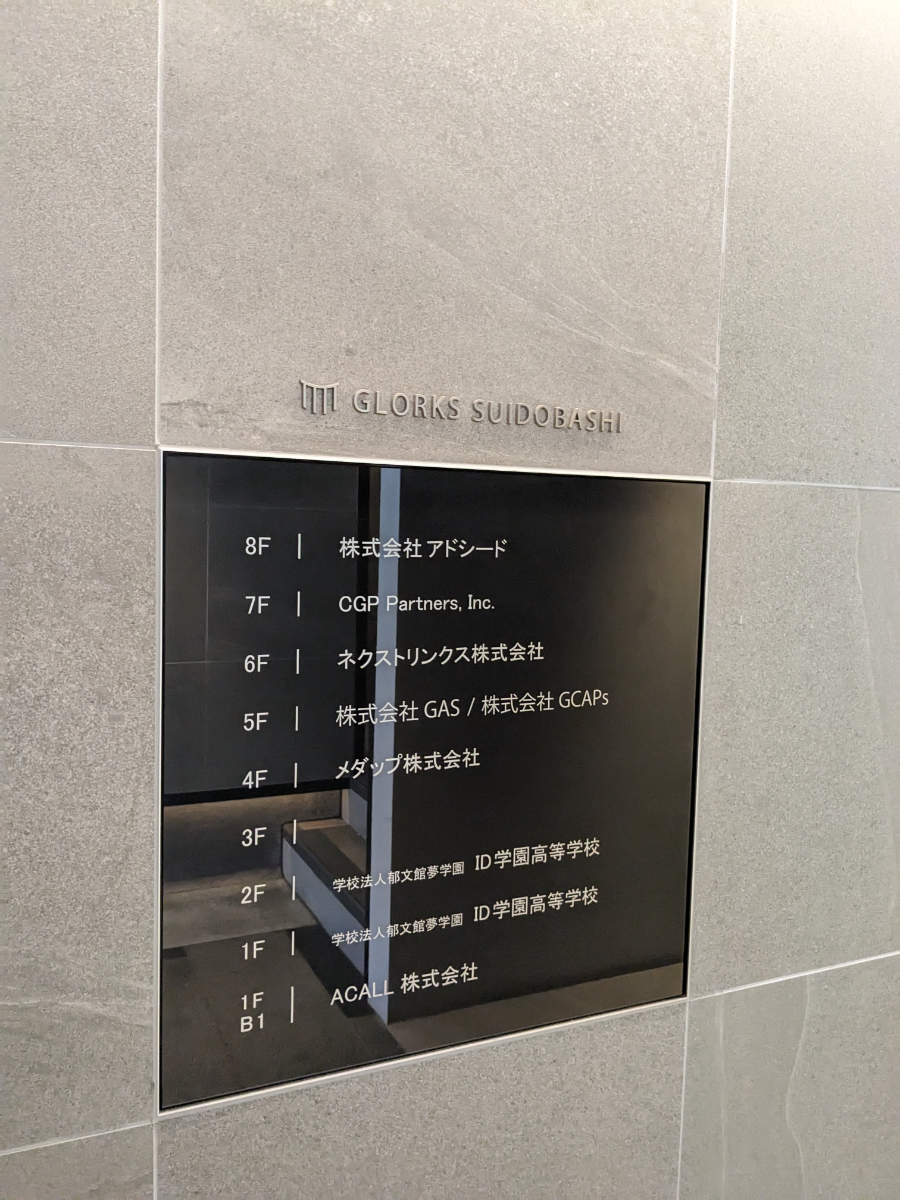 GLORKS SUIDOBASHI
8F | 株式会社アドシード
7F | CGP Partners, Inc.
6F | ネクストリンクス株式会社
5F | 株式会社 GAS / 株式会社 GCAPs
4F | メダップ株式会社
3F |
2F | 学校法人郁文館夢学園 ID学園高等学校
1F | 学校法人郁文館夢学園 ID学園高等学校
1F
B1 | ACALL 株式会社